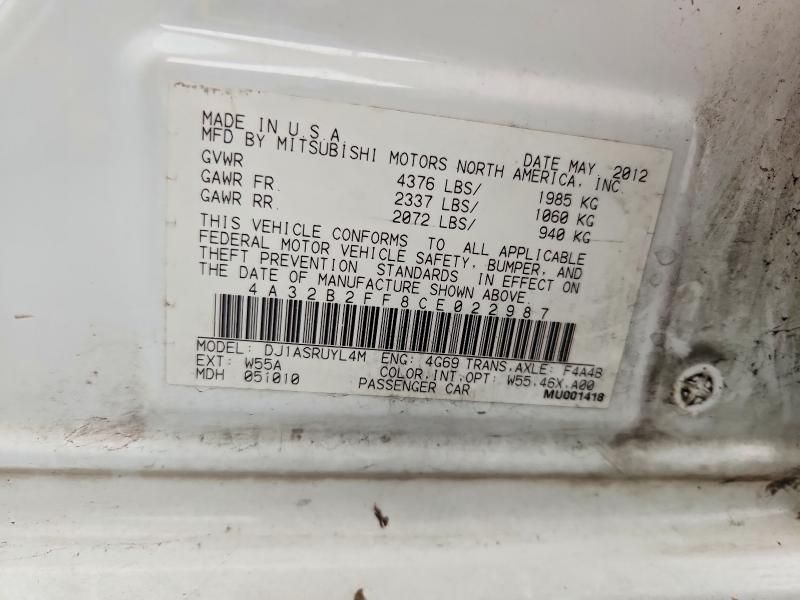 MADE IN U.S.A. DATE MAY, 2012
MFD BY MITSUBISHI MOTORS NORTH AMERICA, INC.
GVWR 4376 LBS/ 1985 KG
GAWR FR. 2337 LBS/ 1060 KG
GAWR RR. 2072 LBS/ 940 KG
THIS VEHICLE CONFORMS TO ALL APPLICABLE
FEDERAL MOTOR VEHICLE SAFETY, BUMPER, AND
THEFT PREVENTION STANDARDS IN EFFECT ON
THE DATE OF MANUFACTURE SHOWN ABOVE.
4A32B2FF8CE022987
MODEL: DJ1ASRUYL4M ENG: 4G69 TRANS.AXLE: F4A4B
EXT: W55A COLOR.INT.OPT: W55.46X.A00
MDH 051010 PASSENGER CAR MU001418